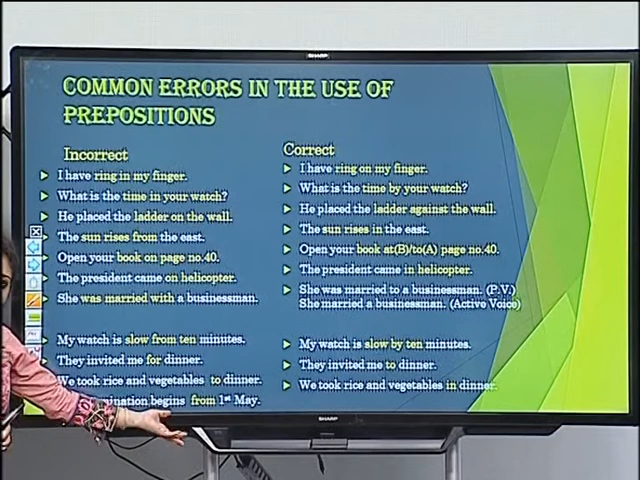 SHARP
COMMON ERRORS IN THE USE OF
PREPOSITIONS
Incorrect
I have ring in my finger.
What is the time in your watch?
He placed the ladder on the wall.
The sun rises from the east.
Open your book on page no.40.
The president came on helicopter.
She was married with a businessman.
My watch is slow from ten minutes.
They invited me for dinner.
We took rice and vegetables to dinner.
begins from 1st May.
Correct
I have ring on my finger.
What is the time by your watch?
He placed the ladder against the wall.
The sun rises in the east.
Open your book at(B)/to(A) page no.40.
The president came in helicopter.
She was married to a businessman. (P.V.)
She married a businessman. (Active Voice)
My watch is slow by ten minutes.
They invited me to dinner.
We took rice and vegetables in dinner.
SHARP